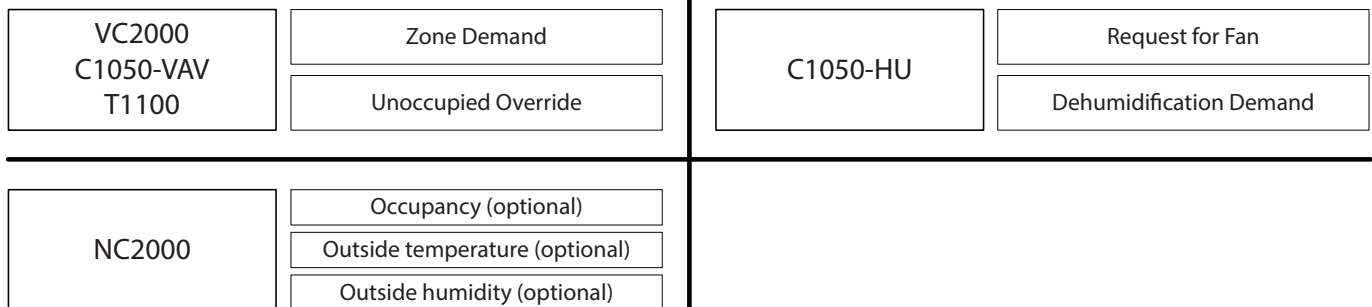 VC2000
C1050-VAV
T1100
Zone Demand
Unoccupied Override
C1050-HU
Request for Fan
Dehumidification Demand
NC2000
Occupancy (optional)
Outside temperature (optional)
Outside humidity (optional)